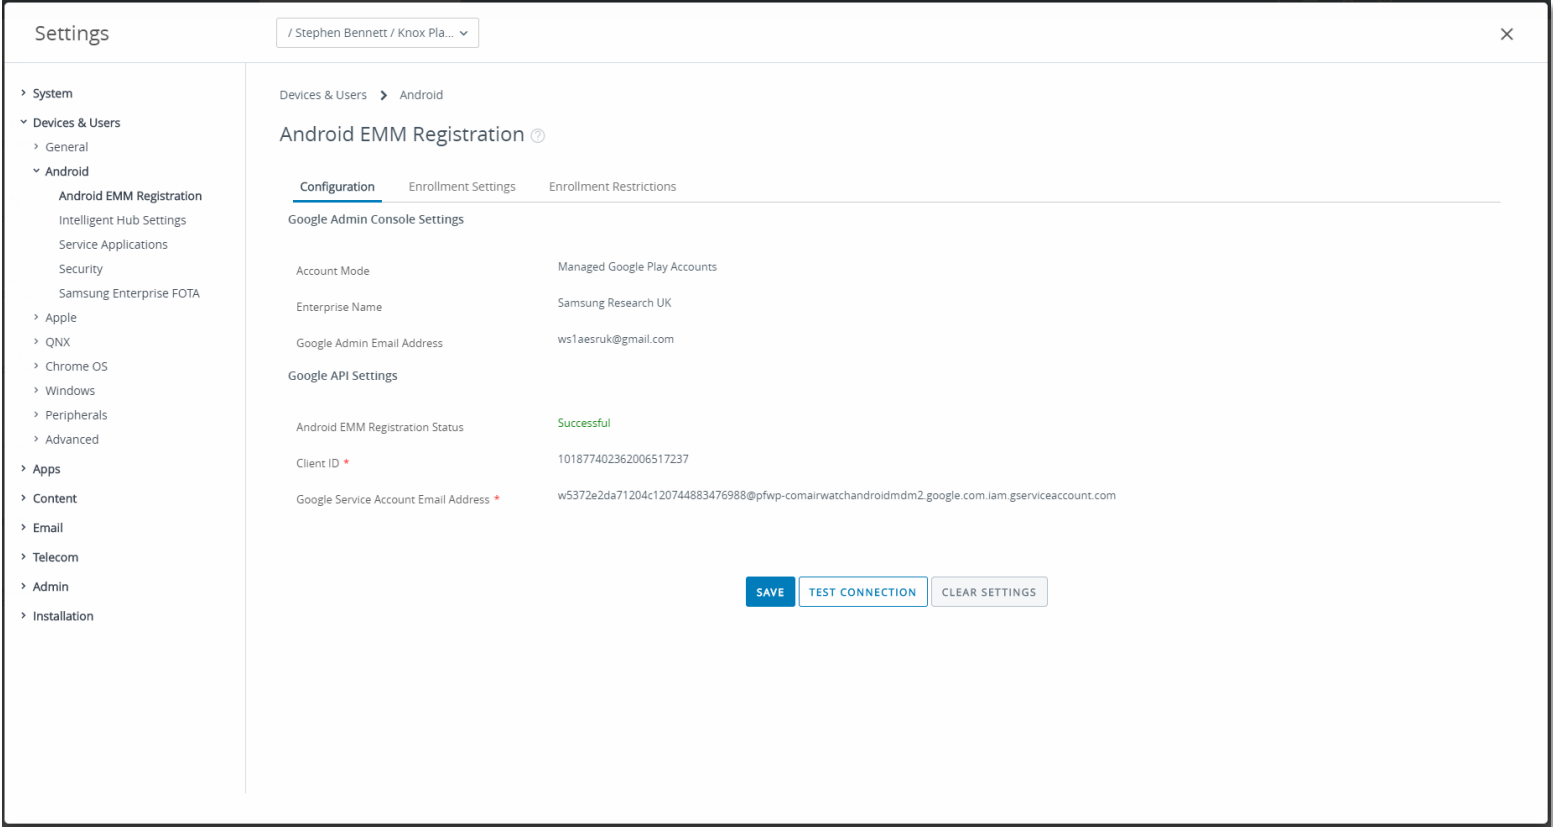 Settings
/ Stephen Bennett / Knox Pla...
System
Devices & Users
General
Android
Android EMM Registration
Intelligent Hub Settings
Service Applications
Security
Samsung Enterprise FOTA
Apple
QNX
Chrome OS
Windows
Peripherals
Advanced
Apps
Content
Email
Telecom
Admin
Installation
Devices & Users > Android
Android EMM Registration ?
Configuration Enrollment Settings Enrollment Restrictions
Google Admin Console Settings
Account Mode Managed Google Play Accounts
Enterprise Name Samsung Research UK
Google Admin Email Address ws1aesruk@gmail.com
Google API Settings
Android EMM Registration Status Successful
Client ID * 101877402362006517237
Google Service Account Email Address * w5372e2da71204c120744883476988@pfwp-comairwatchandroidmdm2.google.com.iam.gserviceaccount.com
SAVE TEST CONNECTION CLEAR SETTINGS